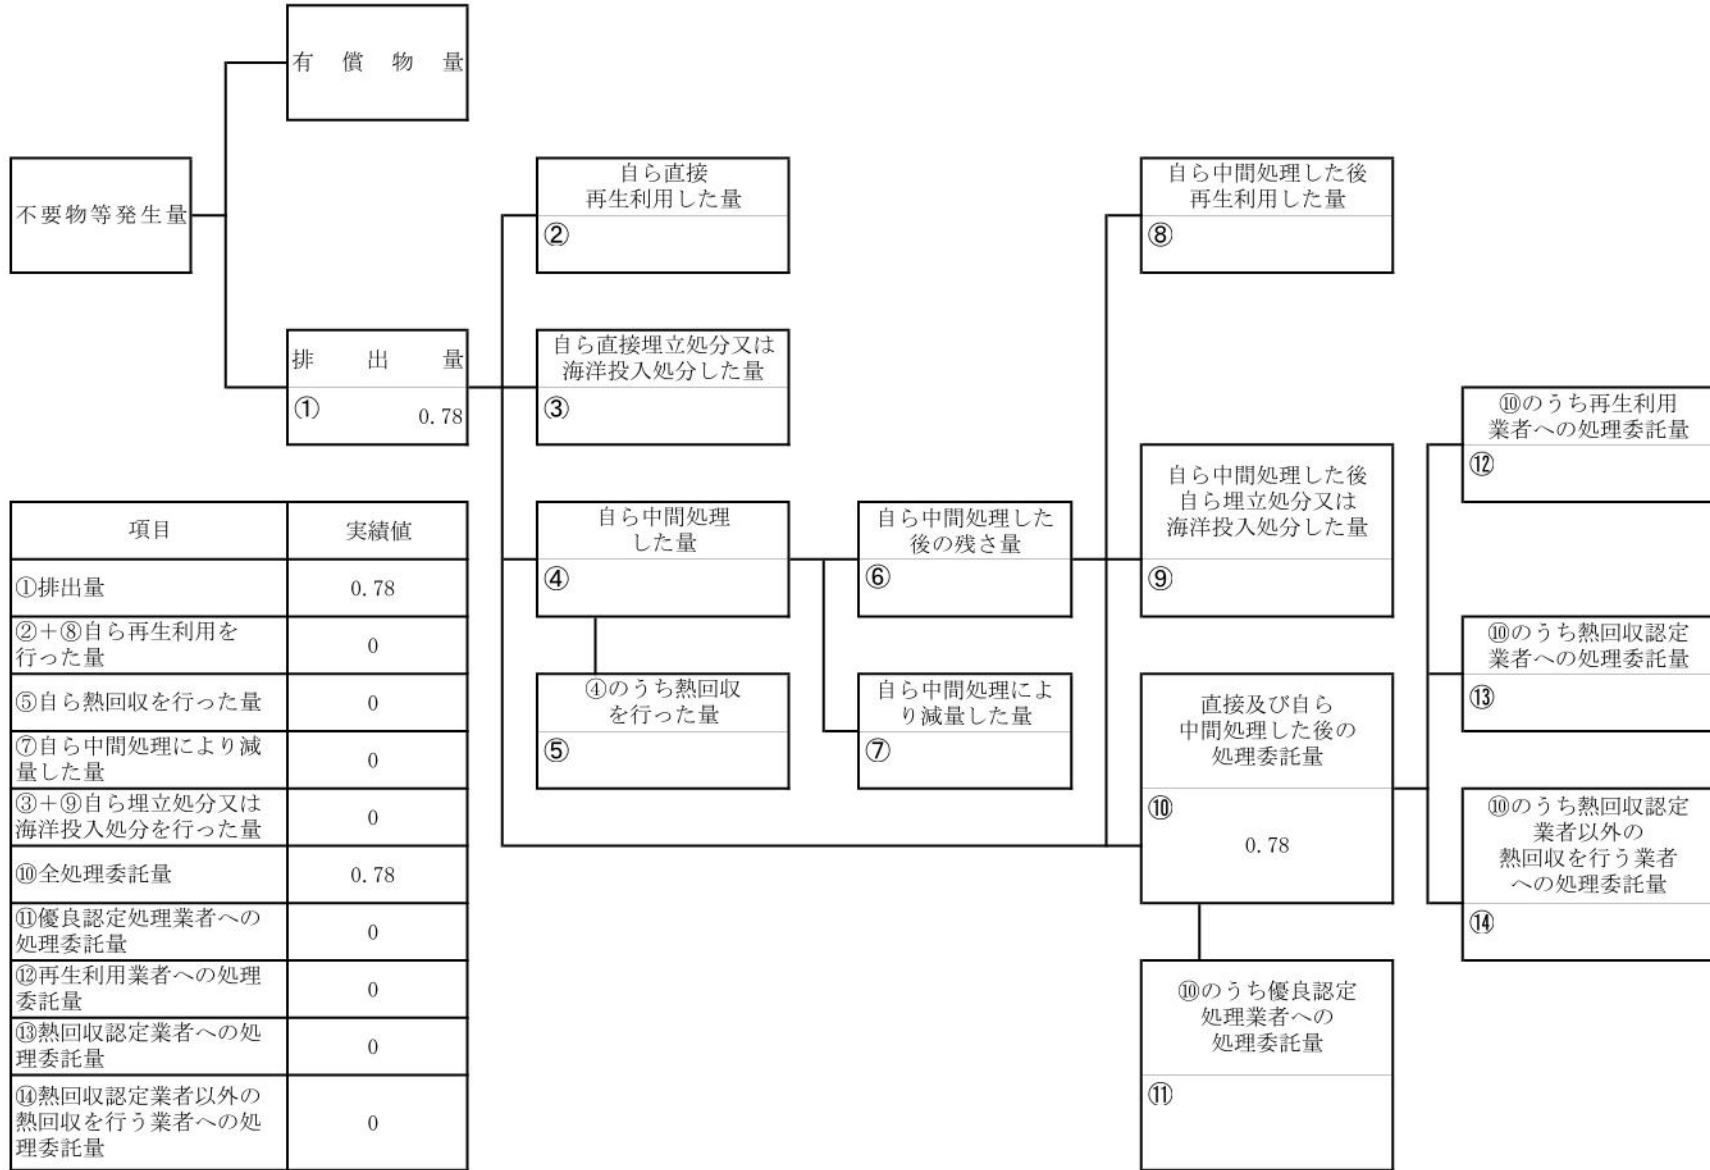 有償物量
不要物等発生量
排出量
①
0.78
自ら直接
再生利用した量
②
自ら直接埋立処分又は
海洋投入処分した量
③
自ら中間処理
した量
④
④のうち熱回収
を行った量
⑤
自ら中間処理した
後の残さ量
⑥
自ら中間処理によ
り減量した量
⑦
自ら中間処理した後
再生利用した量
⑧
自ら中間処理した後
自ら埋立処分又は
海洋投入処分した量
⑨
直接及び自ら
中間処理した後の
処理委託量
⑩
0.78
⑩のうち優良認定
処理業者への
処理委託量
⑪
⑩のうち再生利用
業者への処理委託量
⑫
⑩のうち熱回収認定
業者への処理委託量
⑬
⑩のうち熱回収認定
業者以外の
熱回収を行う業者
への処理委託量
⑭
項目 実績値
①排出量 0.78
②+⑧自ら再生利用を
行った量 0
⑤自ら熱回収を行った量 0
⑦自ら中間処理により減
量した量 0
③+⑨自ら埋立処分又は
海洋投入処分を行った量 0
⑩全処理委託量 0.78
⑪優良認定処理業者への
処理委託量 0
⑫再生利用業者への処理
委託量 0
⑬熱回収認定業者への処
理委託量 0
⑭熱回収認定業者以外の
熱回収を行う業者への処
理委託量 0